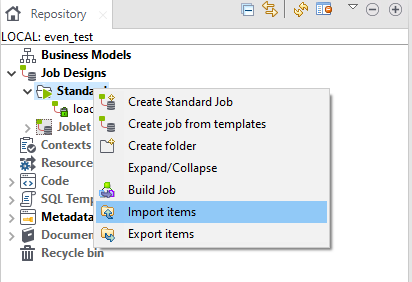 Repository
LOCAL: even_test
Business Models
Job Designs
Standard
load
Create Standard Job
Joblet
Create job from templates
Contexts
Create folder
Resource
Expand/Collapse
Code
Build Job
SQL Temp
Import items
Metadata
Export items
Documen
Recycle bin